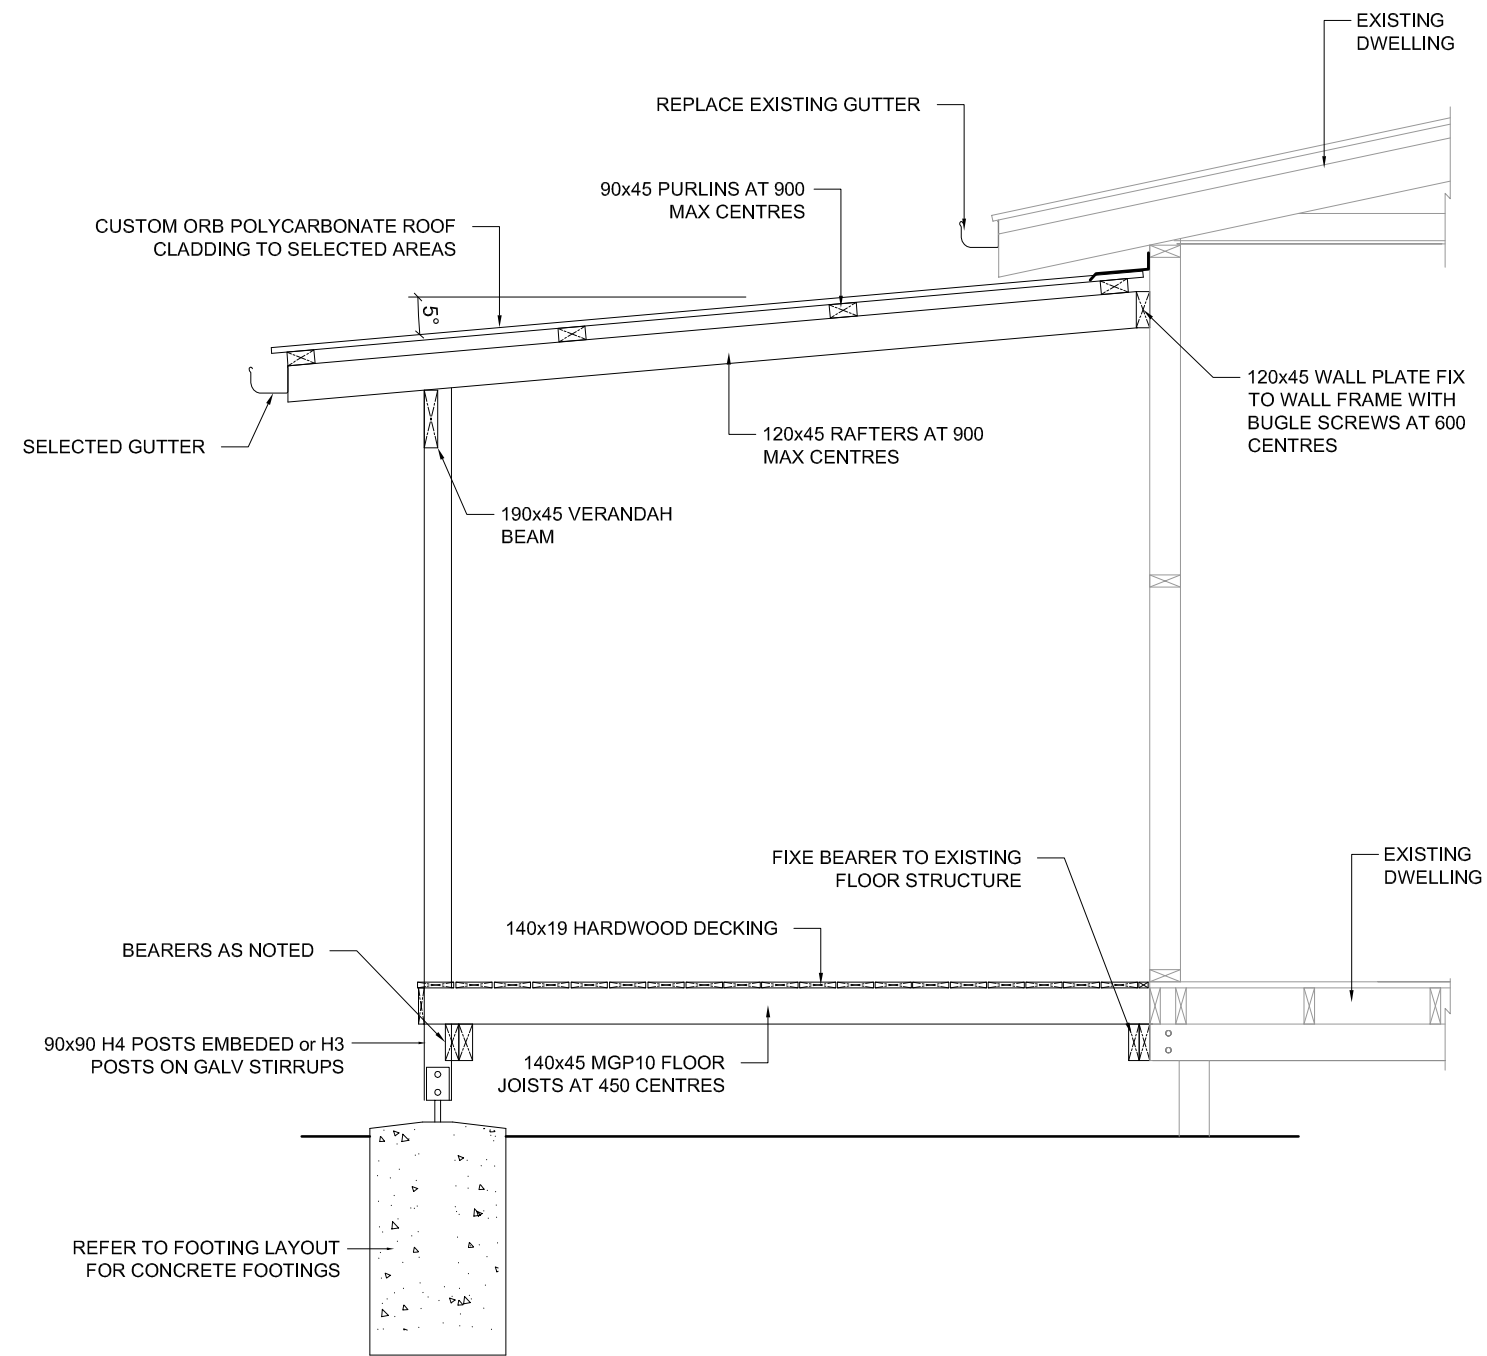 EXISTING
DWELLING
REPLACE EXISTING GUTTER
90x45 PURLINS AT 900
MAX CENTRES
CUSTOM ORB POLYCARBONATE ROOF
CLADDING TO SELECTED AREAS
5°
120x45 WALL PLATE FIX
TO WALL FRAME WITH
BUGLE SCREWS AT 600
CENTRES
SELECTED GUTTER
120x45 RAFTERS AT 900
MAX CENTRES
190x45 VERANDAH
BEAM
FIXE BEARER TO EXISTING
FLOOR STRUCTURE
EXISTING
DWELLING
140x19 HARDWOOD DECKING
BEARERS AS NOTED
90x90 H4 POSTS EMBEDED or H3
POSTS ON GALV STIRRUPS
140x45 MGP10 FLOOR
JOISTS AT 450 CENTRES
REFER TO FOOTING LAYOUT
FOR CONCRETE FOOTINGS